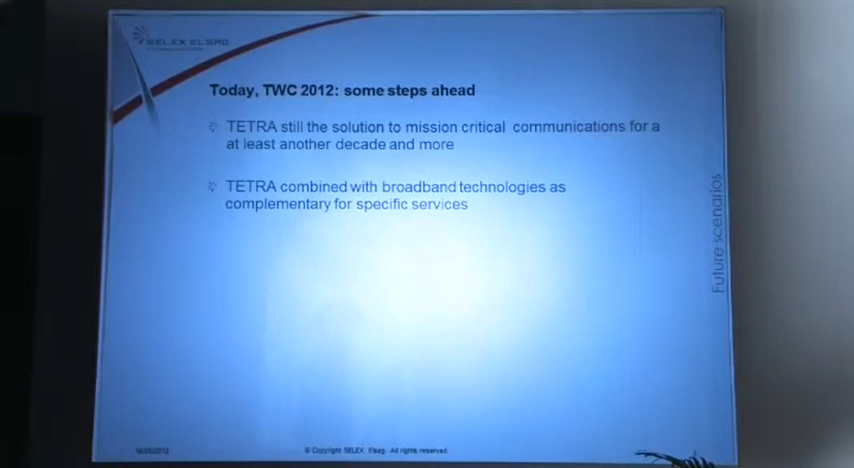 SELEX ELSAG
Today, TWC 2012: some steps ahead
TETRA still the solution to mission critical communications for a
at least another decade and more
TETRA combined with broadband technologies as
complementary for specific services
Future scenarios
© Copyright SELEX Elsag. All rights reserved